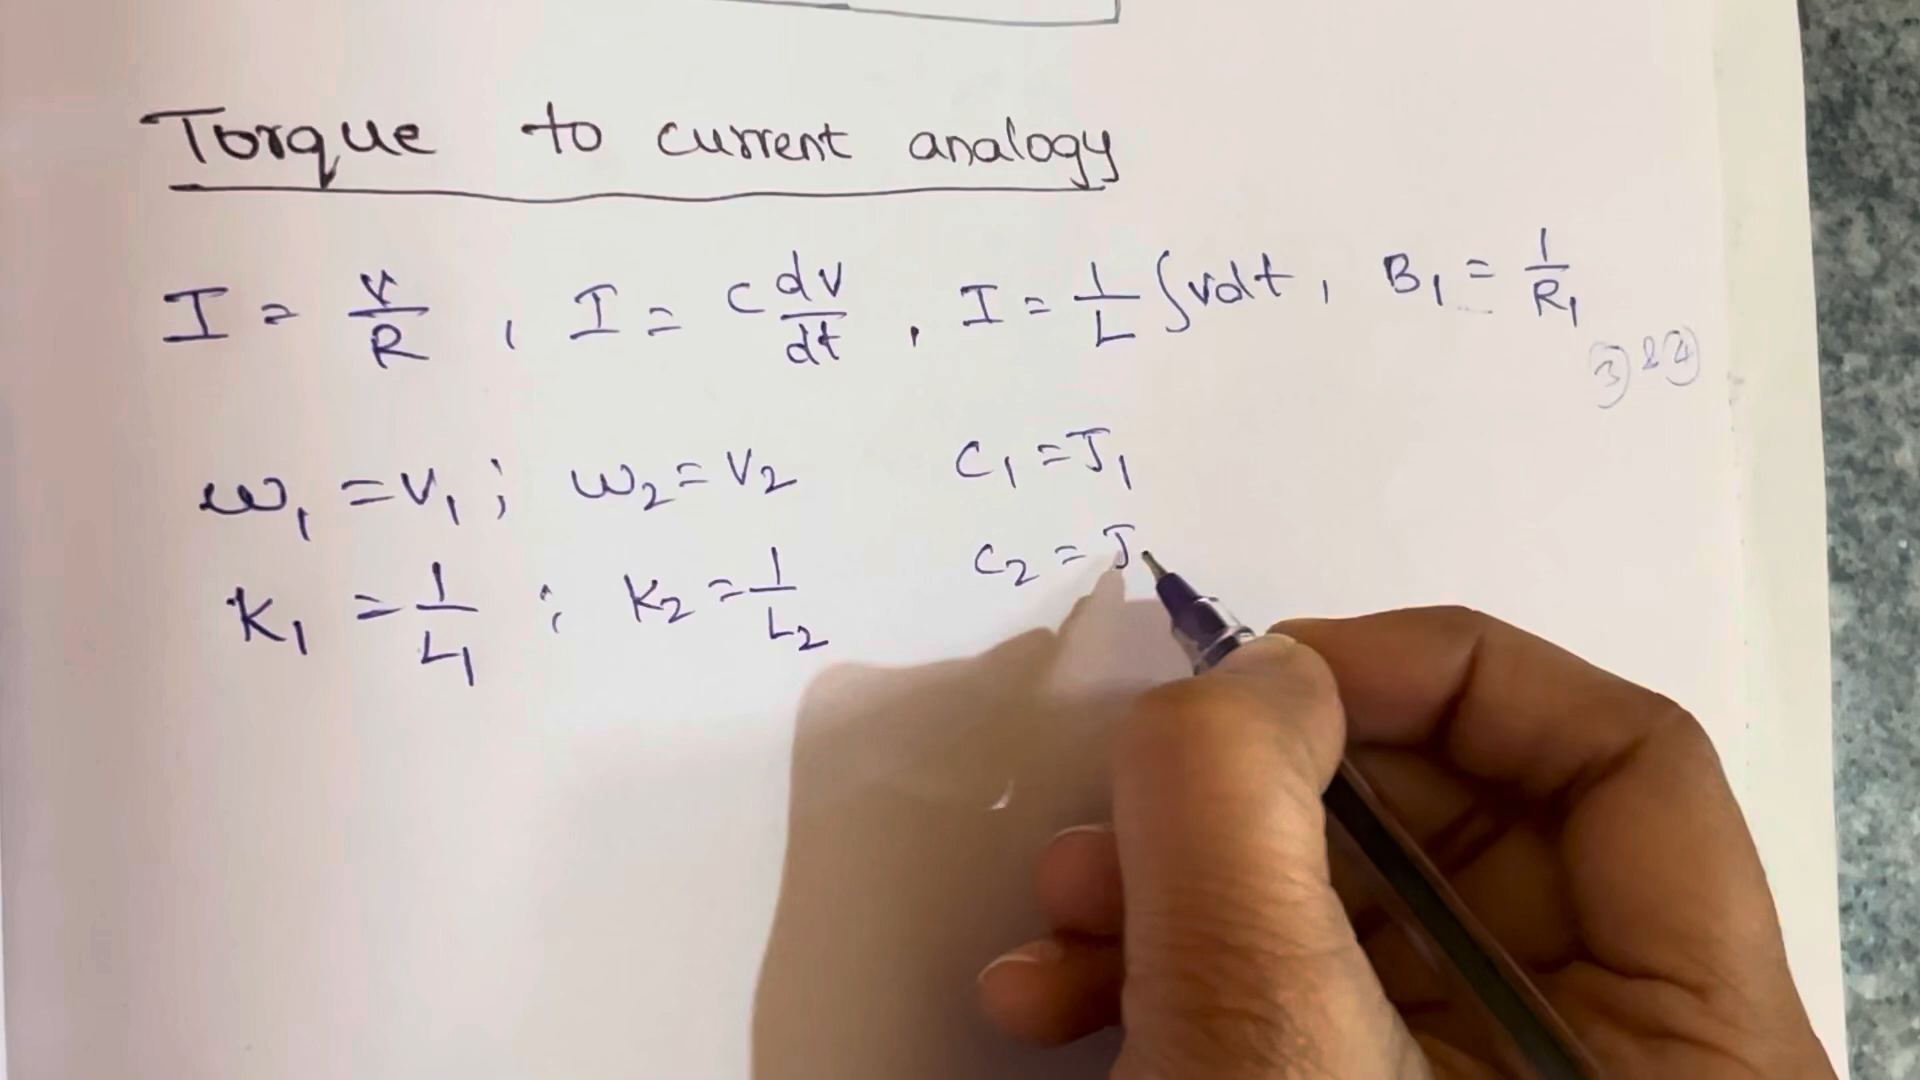 Torque to current analogy
I = V/R , I = C dv/dt , I = 1/L ∫vdt , B₁ = 1/R₁
③ & ④
ω₁ = V₁ ; ω₂ = V₂ C₁ = J₁
K₁ = 1/L₁ ; K₂ = 1/L₂ C₂ = J